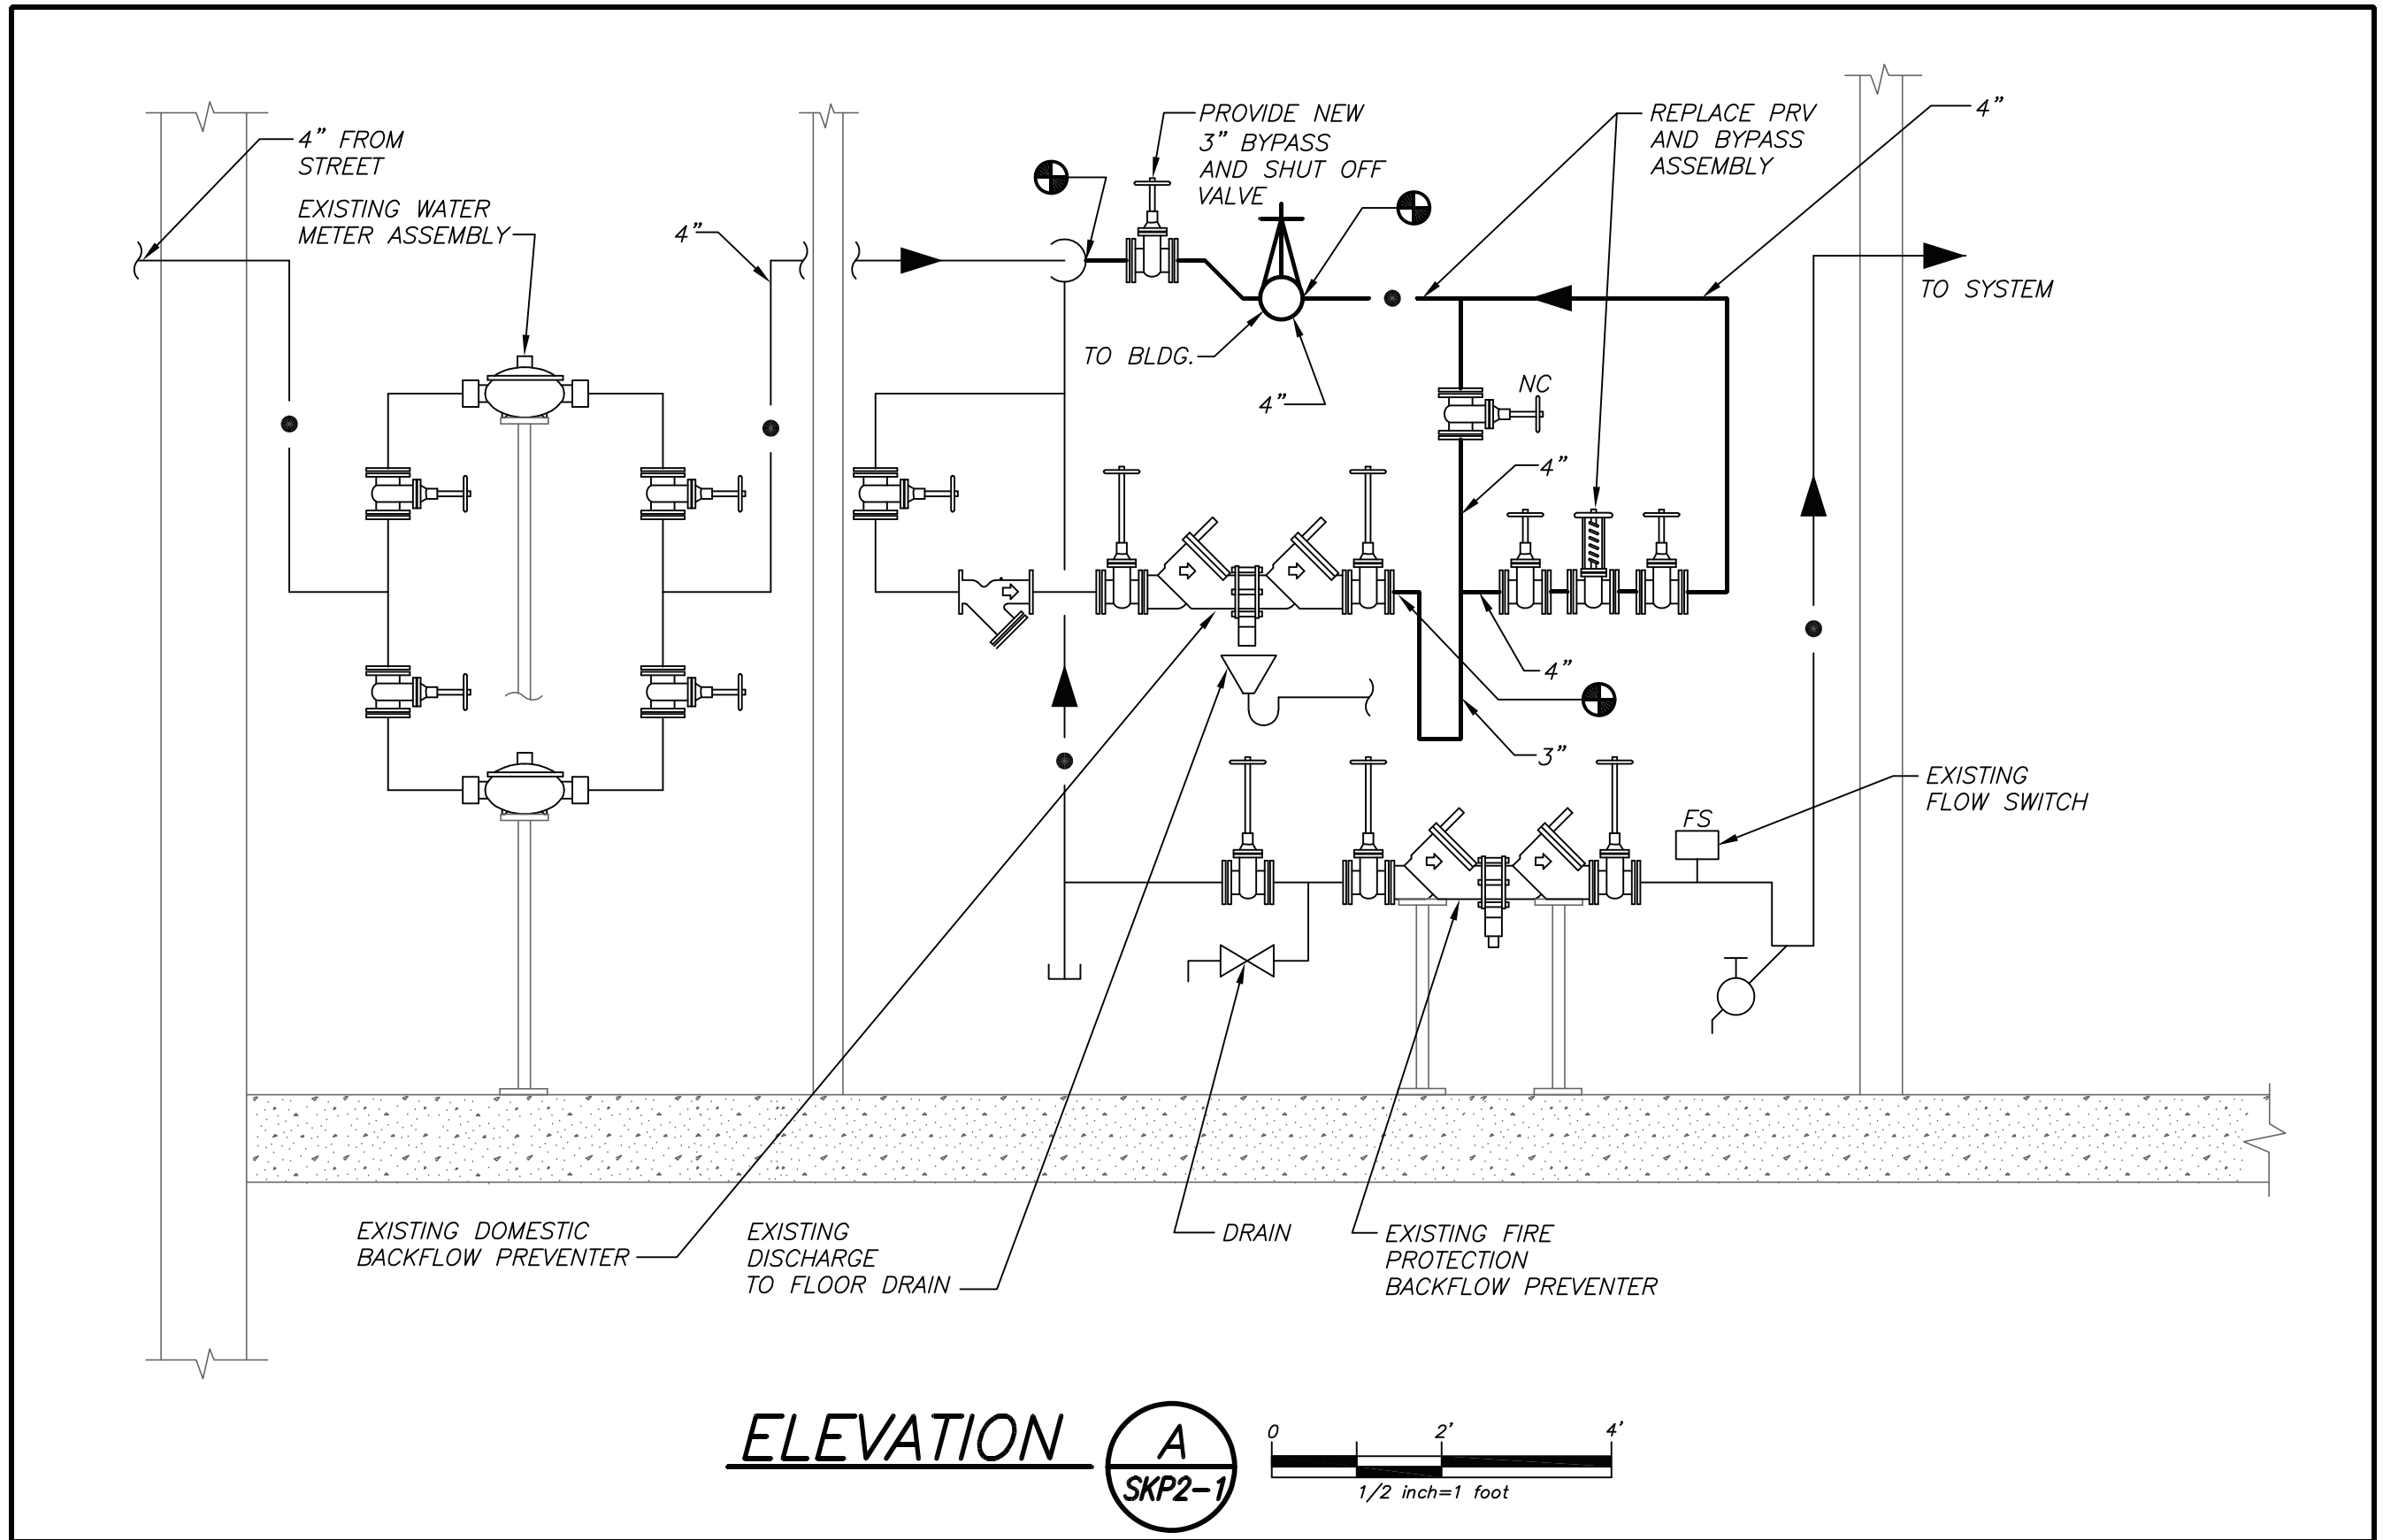 4" FROM
STREET
EXISTING WATER
METER ASSEMBLY
4"
PROVIDE NEW
3" BYPASS
AND SHUT OFF
VALVE
REPLACE PRV
AND BYPASS
ASSEMBLY
4"
TO SYSTEM
TO BLDG.
4"
NC
4"
4"
3"
EXISTING
FLOW SWITCH
FS
EXISTING DOMESTIC
BACKFLOW PREVENTER
EXISTING
DISCHARGE
TO FLOOR DRAIN
DRAIN
EXISTING FIRE
PROTECTION
BACKFLOW PREVENTER
ELEVATION
A
SKP2-1
0 2' 4'
1/2 inch=1 foot